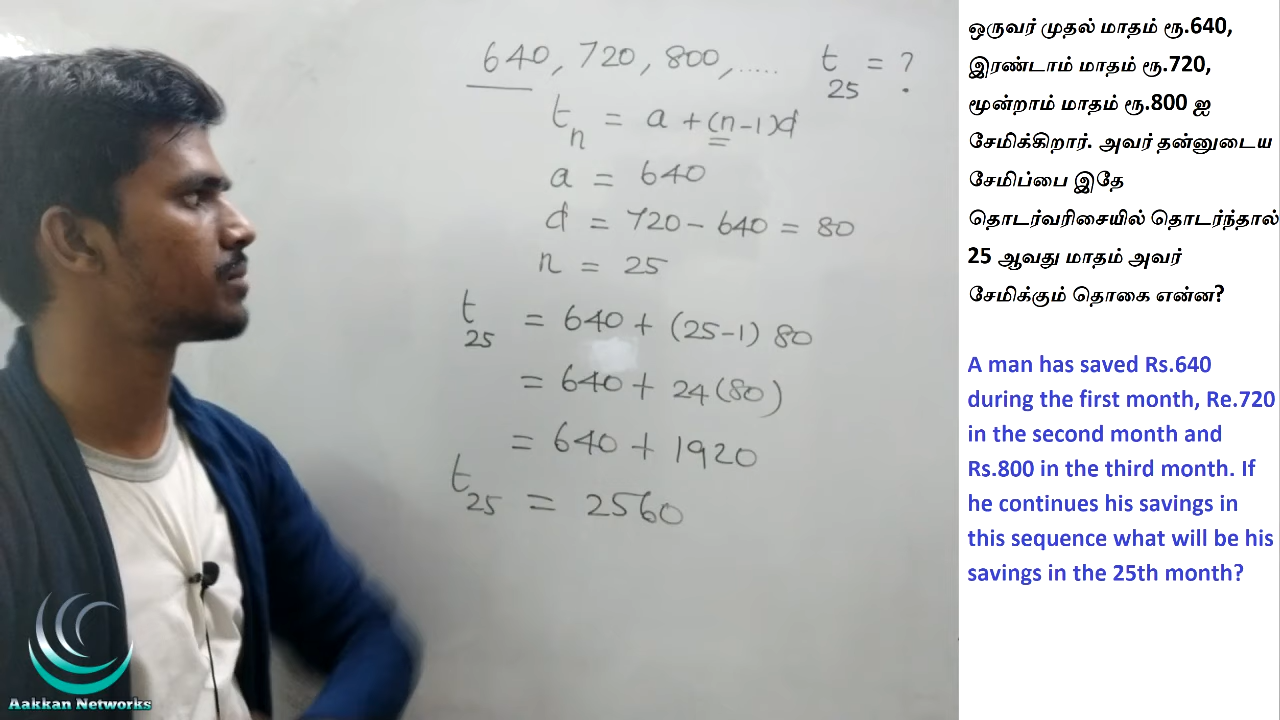 640, 720, 800, ..... t25 = ?
tn = a + (n-1)d
a = 640
d = 720 - 640 = 80
n = 25
t25 = 640 + (25-1) 80
= 640 + 24(80)
= 640 + 1920
t25 = 2560
ஒருவர் முதல் மாதம் ரூ.640,
இரண்டாம் மாதம் ரூ.720,
மூன்றாம் மாதம் ரூ.800 ஐ
சேமிக்கிறார். அவர் தன்னுடைய
சேமிப்பை இதே
தொடர்வரிசையில் தொடர்ந்தால்
25 ஆவது மாதம் அவர்
சேமிக்கும் தொகை என்ன?
A man has saved Rs.640
during the first month, Re.720
in the second month and
Rs.800 in the third month. If
he continues his savings in
this sequence what will be his
savings in the 25th month?
Aakkan Networks